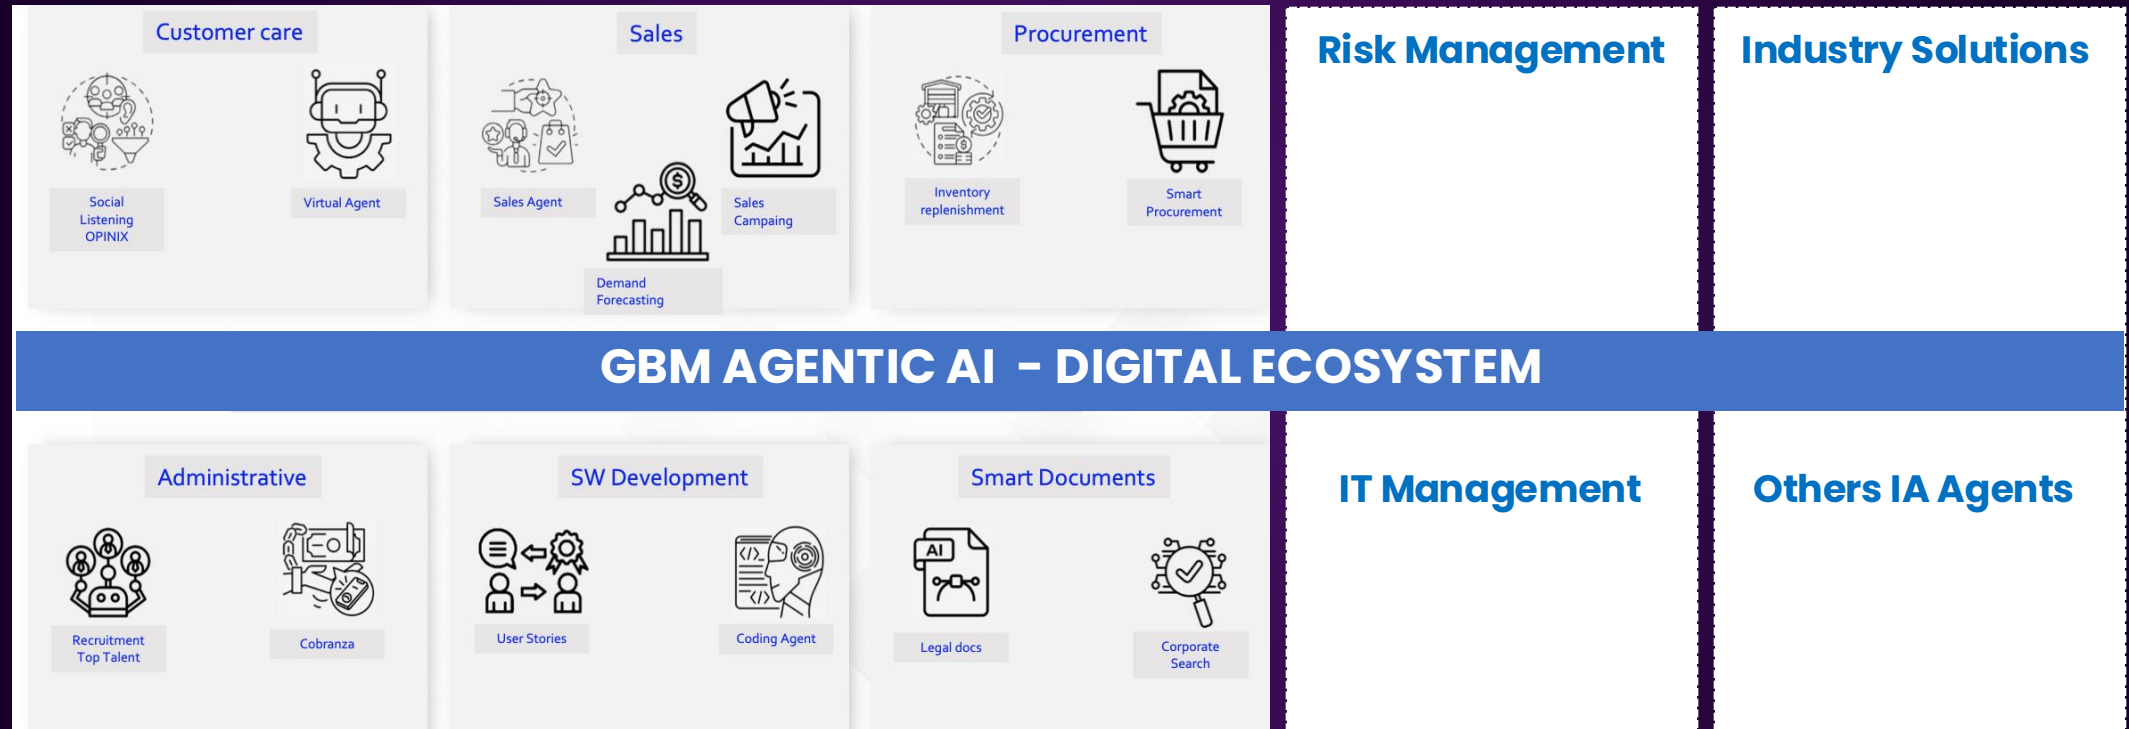 Customer care
Social
Listening
OPINIX
Virtual Agent
Sales
Sales Agent
Demand
Forecasting
Sales
Campaing
Procurement
Inventory
replenishment
Smart
Procurement
Risk Management
Industry Solutions
GBM AGENTIC AI - DIGITAL ECOSYSTEM
Administrative
Recruitment
Top Talent
Cobranza
SW Development
User Stories
</>
</>
Coding Agent
Smart Documents
AI
Legal docs
Corporate
Search
IT Management
Others IA Agents